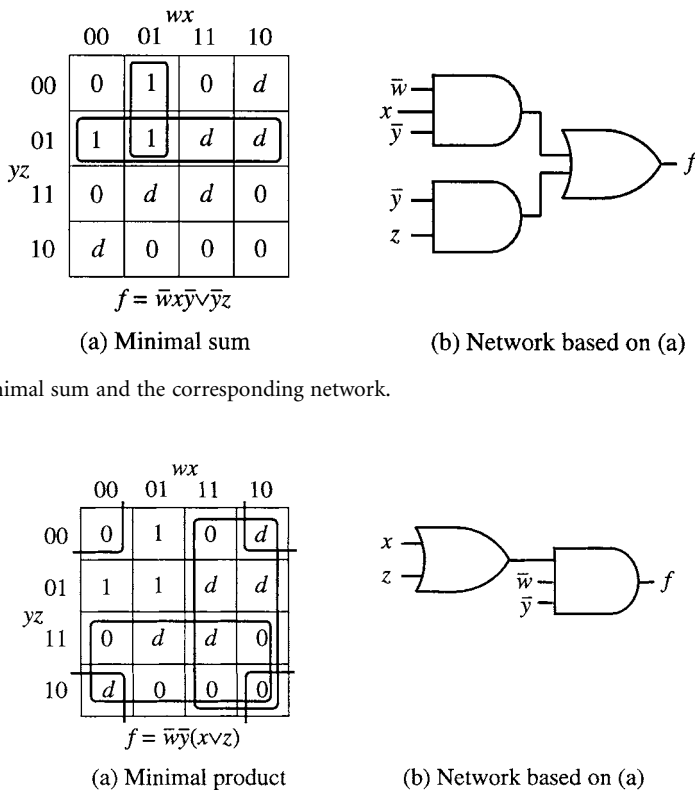 wx
00 01 11 10
00 0 1 0 d
01 1 1 d d
yz
11 0 d d 0
10 d 0 0 0
f = w̄xȳ∨ȳz
(a) Minimal sum
w̄
x
ȳ
ȳ
z
f
(b) Network based on (a)
nimal sum and the corresponding network.
wx
00 01 11 10
00 0 1 0 d
01 1 1 d d
yz
11 0 d d 0
10 d 0 0 0
f = w̄ȳ(x∨z)
(a) Minimal product
x
z
w̄
ȳ
f
(b) Network based on (a)